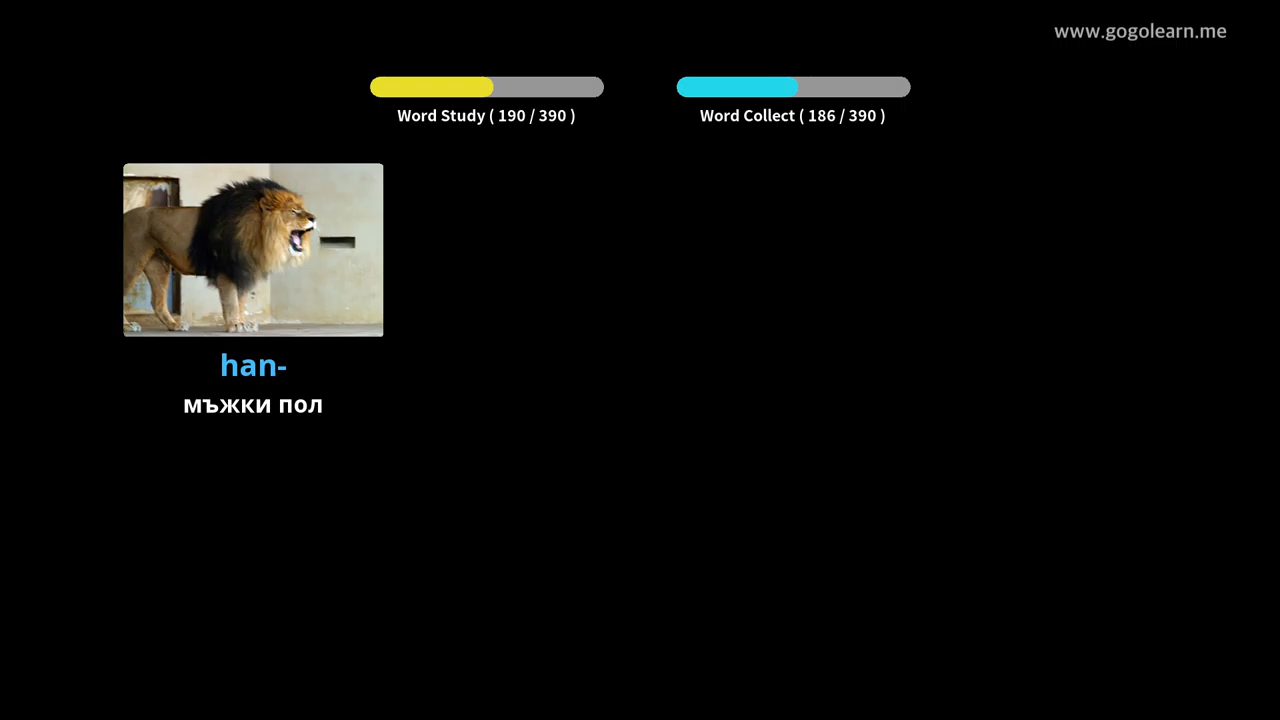 www.gogolearn.me
Word Study ( 190 / 390 )
Word Collect ( 186 / 390 )
han-
мъжки пол